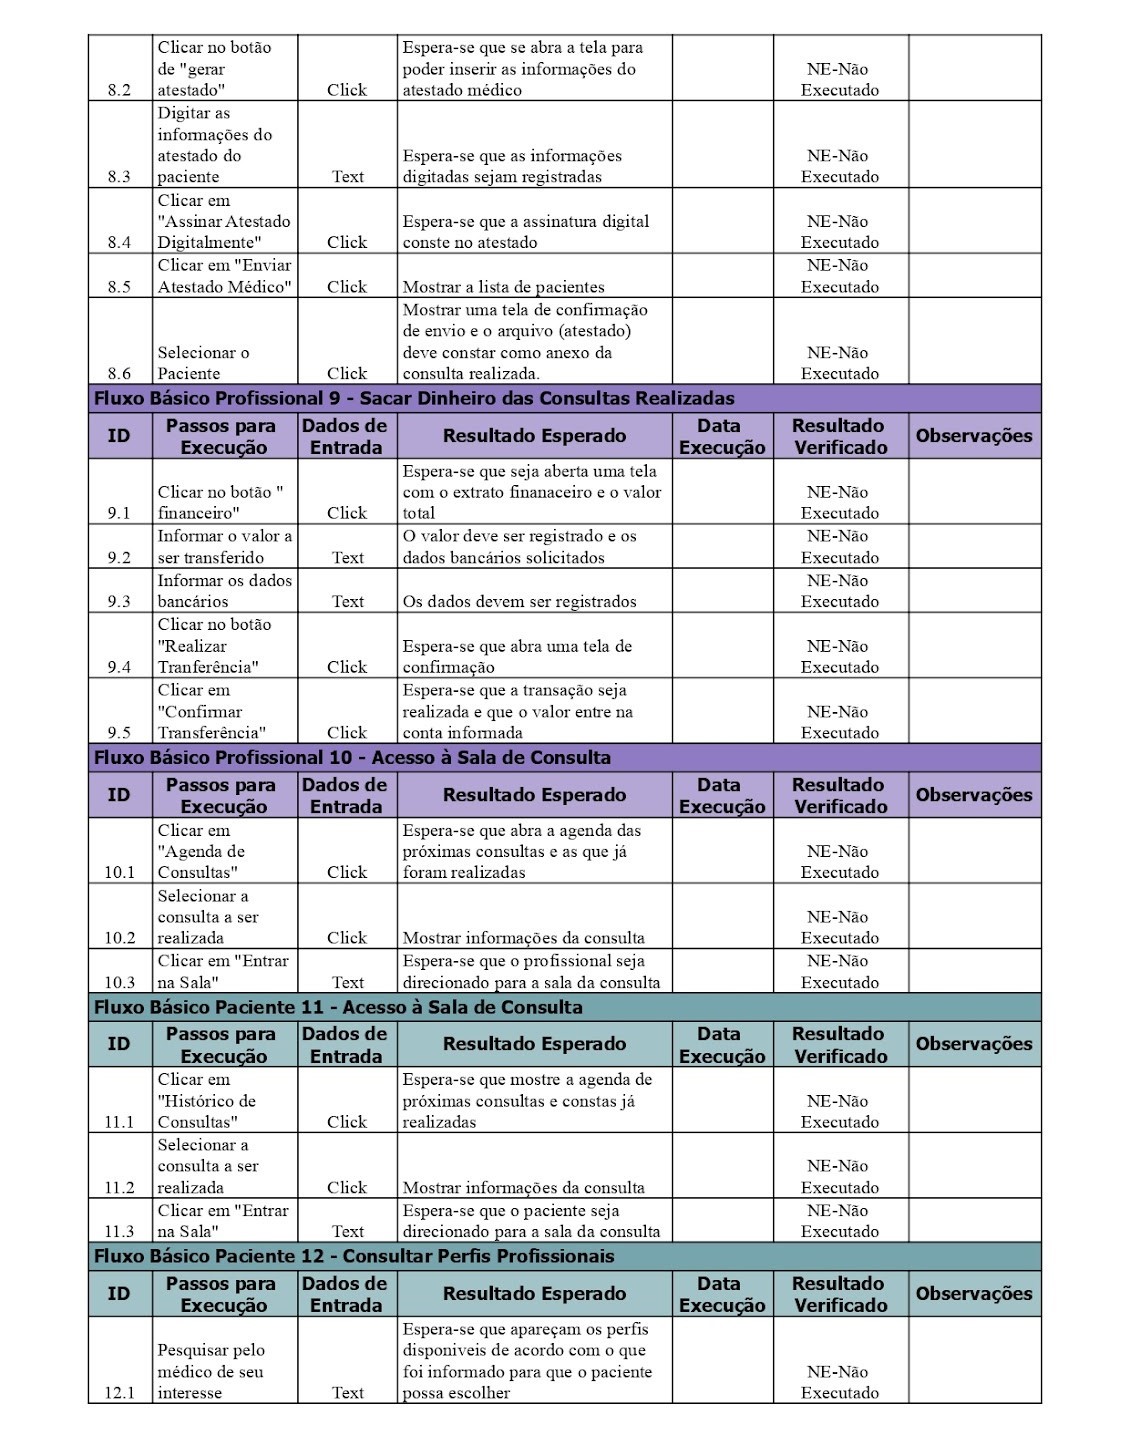 8.2 Clicar no botão de "gerar atestado" Click Espera-se que se abra a tela para poder inserir as informações do atestado médico NE-Não Executado
8.3 Digitar as informações do atestado do paciente Text Espera-se que as informações digitadas sejam registradas NE-Não Executado
8.4 Clicar em "Assinar Atestado Digitalmente" Click Espera-se que a assinatura digital conste no atestado NE-Não Executado
8.5 Clicar em "Enviar Atestado Médico" Click Mostrar a lista de pacientes NE-Não Executado
8.6 Selecionar o Paciente Click Mostrar uma tela de confirmação de envio e o arquivo (atestado) deve constar como anexo da consulta realizada. NE-Não Executado
Fluxo Básico Profissional 9 - Sacar Dinheiro das Consultas Realizadas
ID Passos para Execução Dados de Entrada Resultado Esperado Data Execução Resultado Verificado Observações
9.1 Clicar no botão " financeiro" Click Espera-se que seja aberta uma tela com o extrato finanaceiro e o valor total NE-Não Executado
9.2 Informar o valor a ser transferido Text O valor deve ser registrado e os dados bancários solicitados NE-Não Executado
9.3 Informar os dados bancários Text Os dados devem ser registrados NE-Não Executado
9.4 Clicar no botão "Realizar Tranferência" Click Espera-se que abra uma tela de confirmação NE-Não Executado
9.5 Clicar em "Confirmar Transferência" Click Espera-se que a transação seja realizada e que o valor entre na conta informada NE-Não Executado
Fluxo Básico Profissional 10 - Acesso à Sala de Consulta
ID Passos para Execução Dados de Entrada Resultado Esperado Data Execução Resultado Verificado Observações
10.1 Clicar em "Agenda de Consultas" Click Espera-se que abra a agenda das próximas consultas e as que já foram realizadas NE-Não Executado
10.2 Selecionar a consulta a ser realizada Click Mostrar informações da consulta NE-Não Executado
10.3 Clicar em "Entrar na Sala" Text Espera-se que o profissional seja direcionado para a sala da consulta NE-Não Executado
Fluxo Básico Paciente 11 - Acesso à Sala de Consulta
ID Passos para Execução Dados de Entrada Resultado Esperado Data Execução Resultado Verificado Observações
11.1 Clicar em "Histórico de Consultas" Click Espera-se que mostre a agenda de próximas consultas e constas já realizadas NE-Não Executado
11.2 Selecionar a consulta a ser realizada Click Mostrar informações da consulta NE-Não Executado
11.3 Clicar em "Entrar na Sala" Text Espera-se que o paciente seja direcionado para a sala da consulta NE-Não Executado
Fluxo Básico Paciente 12 - Consultar Perfis Profissionais
ID Passos para Execução Dados de Entrada Resultado Esperado Data Execução Resultado Verificado Observações
12.1 Pesquisar pelo médico de seu interesse Text Espera-se que apareçam os perfis disponiveis de acordo com o que foi informado para que o paciente possa escolher NE-Não Executado